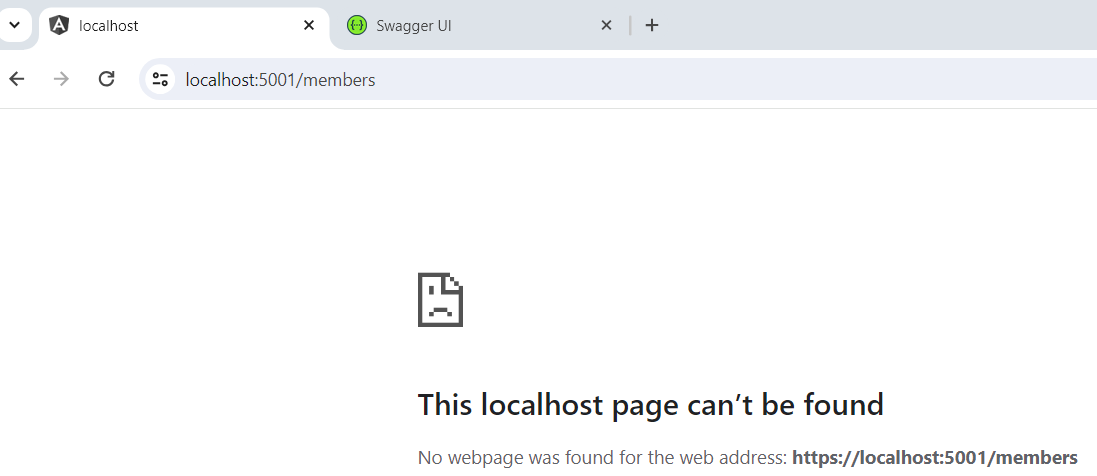 localhost
Swagger UI
localhost:5001/members
This localhost page can’t be found
No webpage was found for the web address: https://localhost:5001/members